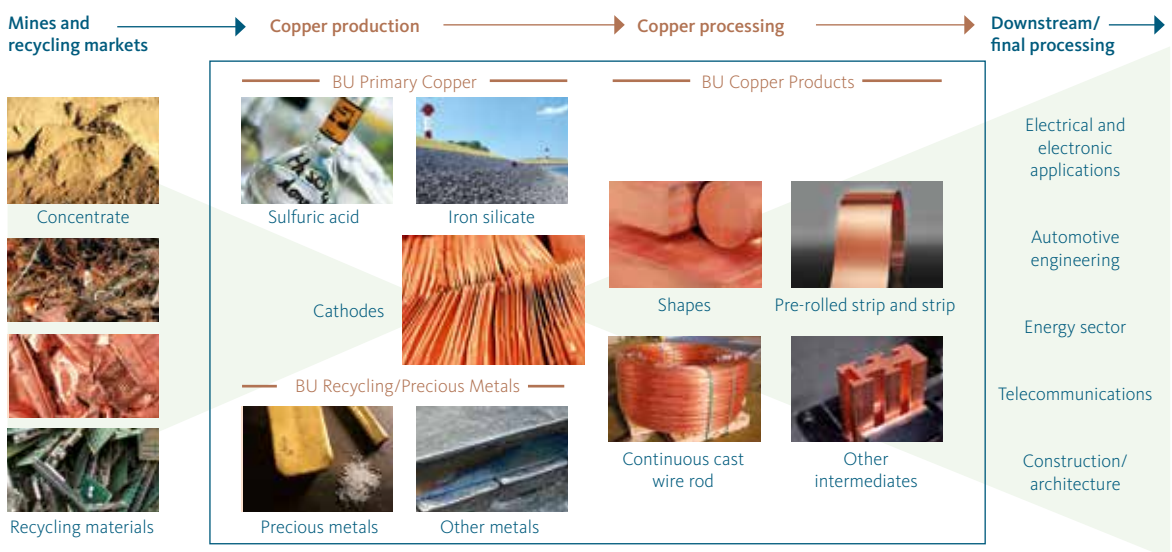 Mines and
recycling markets
Copper production
Copper processing
Downstream/
final processing
BU Primary Copper
BU Copper Products
Concentrate
Sulfuric acid
Iron silicate
Cathodes
Shapes
Pre-rolled strip and strip
BU Recycling/Precious Metals
Continuous cast
wire rod
Other
intermediates
Recycling materials
Precious metals
Other metals
Electrical and
electronic
applications
Automotive
engineering
Energy sector
Telecommunications
Construction/
architecture